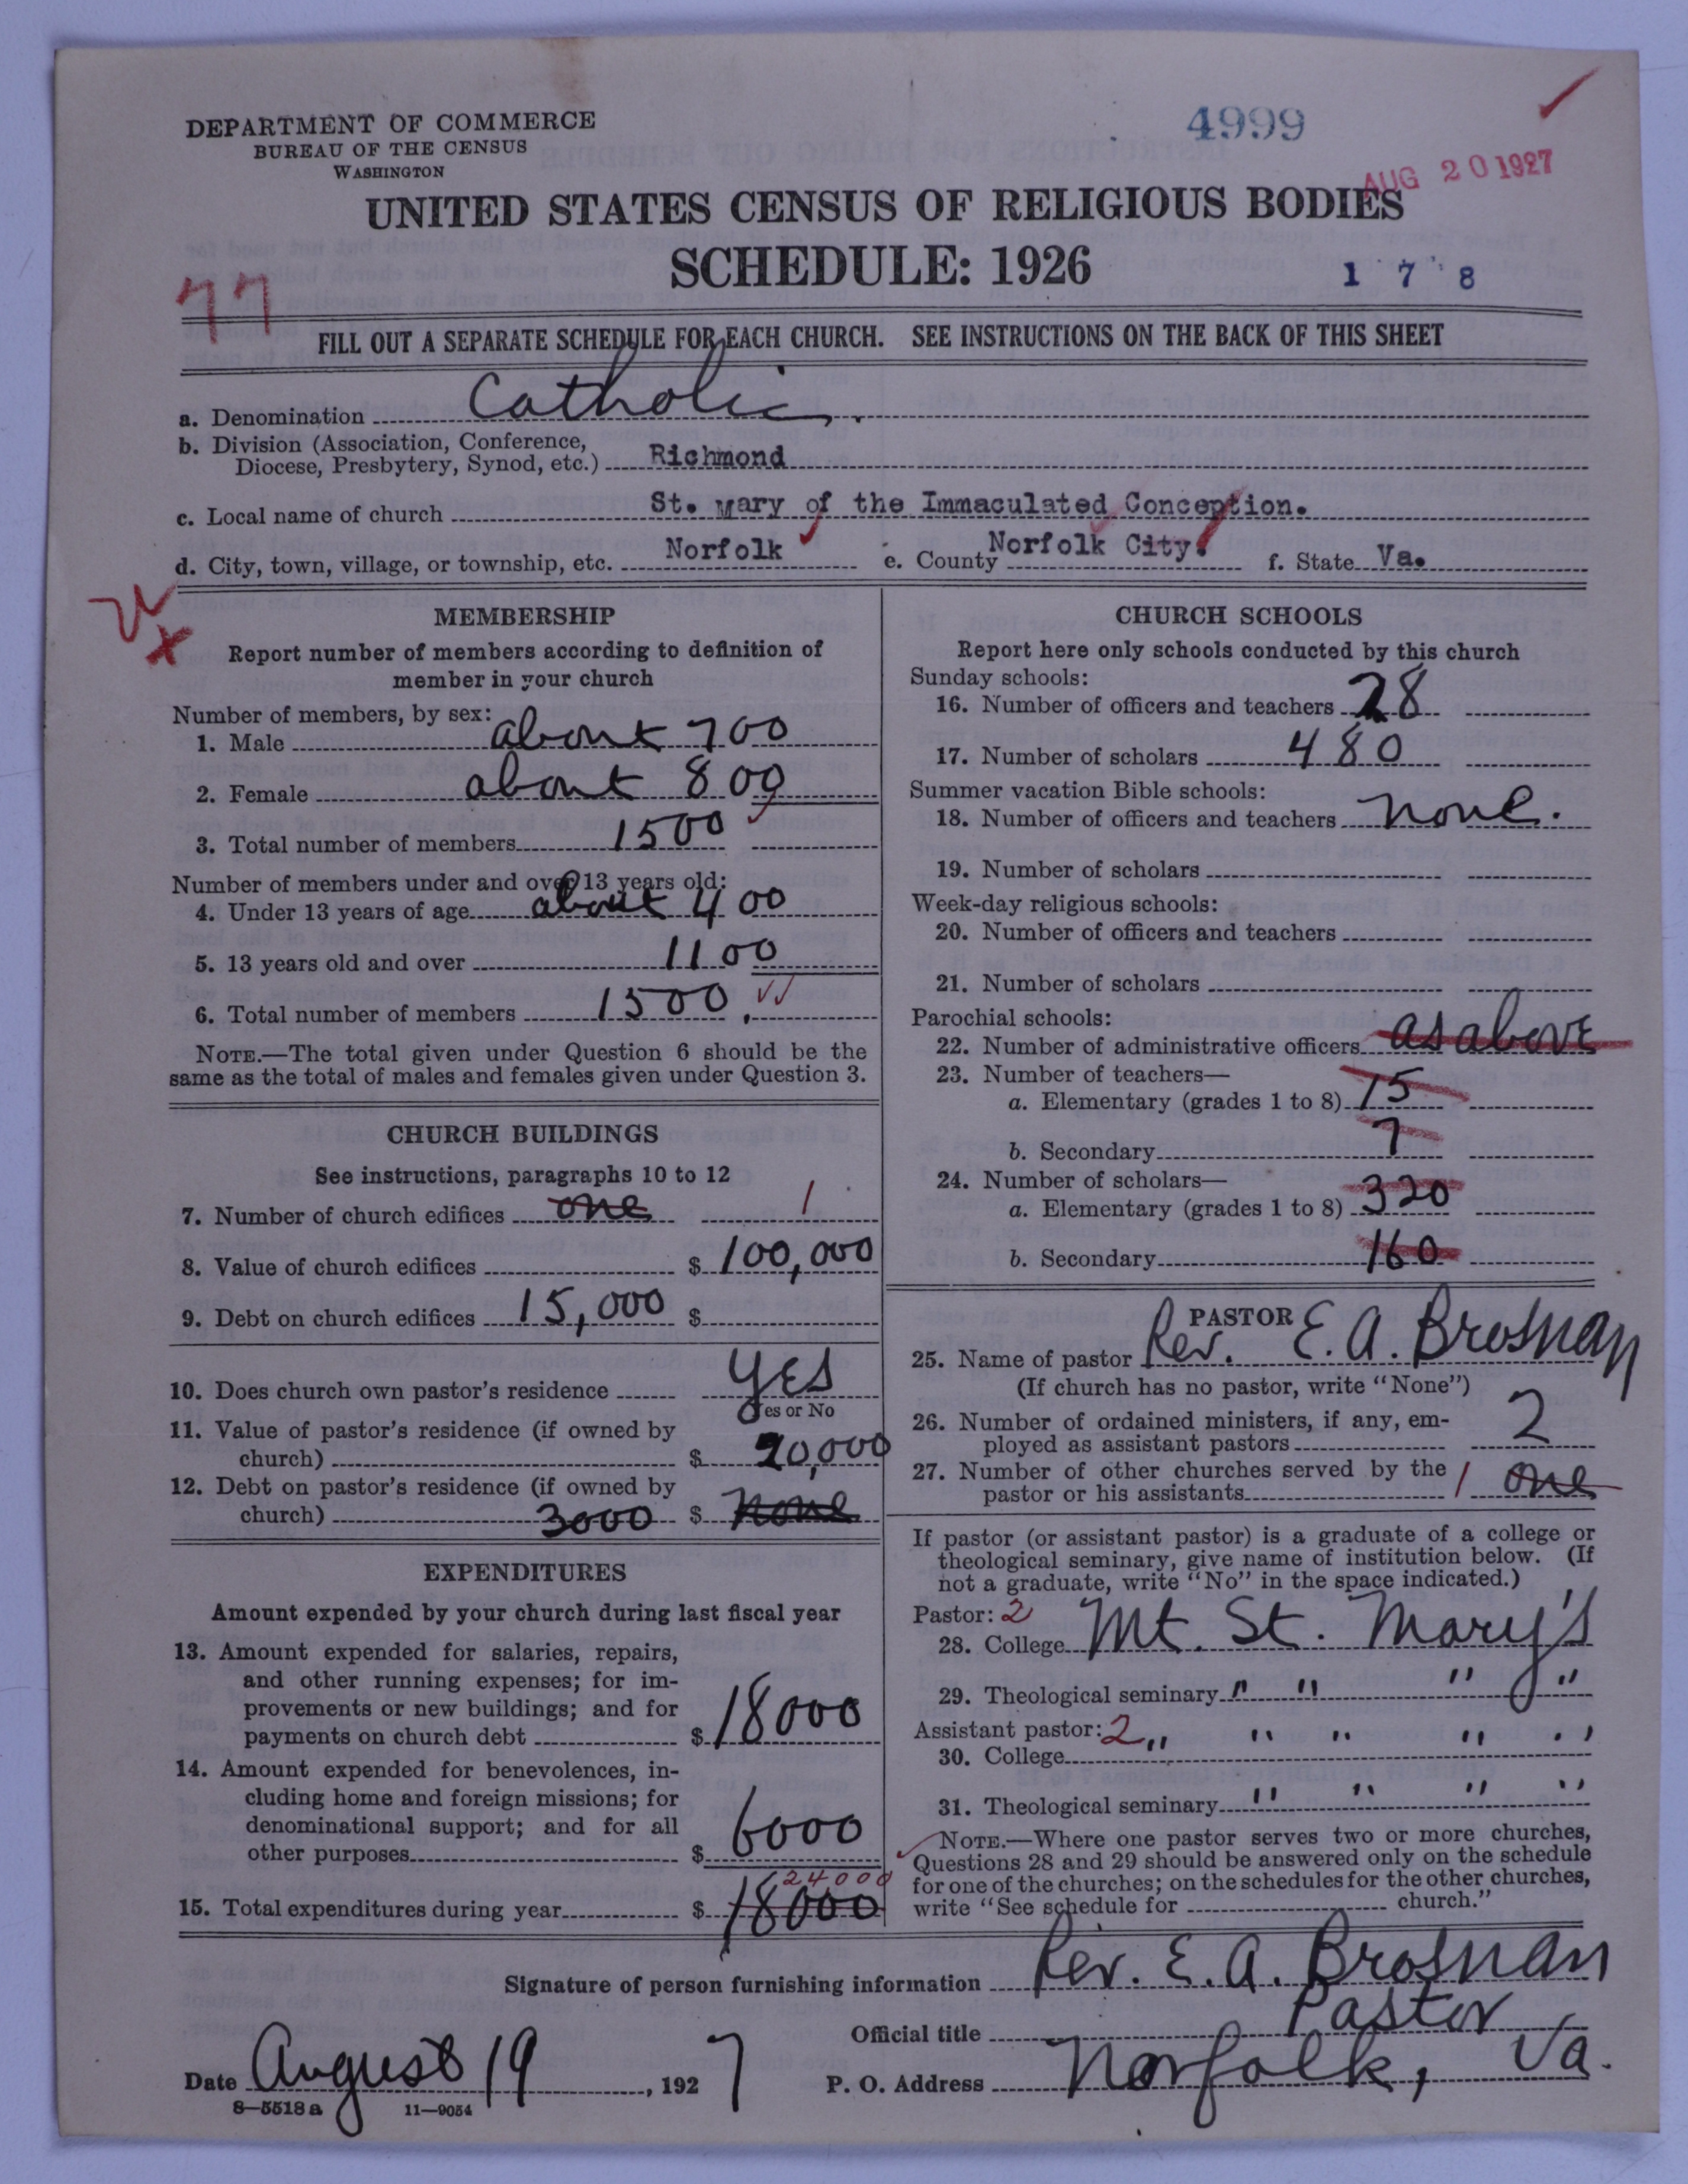 DEPARTMENT OF COMMERCE
BUREAU OF THE CENSUS
WASHINGTON
4999
AUG 20 1927
UNITED STATES CENSUS OF RELIGIOUS BODIES
SCHEDULE: 1926
77
1 7 8
FILL OUT A SEPARATE SCHEDULE FOR EACH CHURCH. SEE INSTRUCTIONS ON THE BACK OF THIS SHEET
a. Denomination Catholic.
b. Division (Association, Conference,
Diocese, Presbytery, Synod, etc.) Richmond
c. Local name of church St. Mary of the Immaculated Conception.
d. City, town, village, or township, etc. Norfolk e. County Norfolk City. f. State Va.
MEMBERSHIP
Report number of members according to definition of
member in your church
Number of members, by sex:
1. Male about 700
2. Female about 800
3. Total number of members 1500
Number of members under and over 13 years old:
4. Under 13 years of age about 400
5. 13 years old and over 1100
6. Total number of members 1500.
NOTE.—The total given under Question 6 should be the
same as the total of males and females given under Question 3.
CHURCH BUILDINGS
See instructions, paragraphs 10 to 12
7. Number of church edifices one 1
8. Value of church edifices $ 100,000
9. Debt on church edifices 15,000 $
10. Does church own pastor's residence yes
Yes or No
11. Value of pastor's residence (if owned by
church) $ 20,000
12. Debt on pastor's residence (if owned by
church) 3000 $ none
EXPENDITURES
Amount expended by your church during last fiscal year
13. Amount expended for salaries, repairs,
and other running expenses; for im-
provements or new buildings; and for
payments on church debt $ 18000
14. Amount expended for benevolences, in-
cluding home and foreign missions; for
denominational support; and for all
other purposes $ 6000
24000
15. Total expenditures during year $ 18000
CHURCH SCHOOLS
Report here only schools conducted by this church
Sunday schools:
16. Number of officers and teachers 28
17. Number of scholars 480
Summer vacation Bible schools:
18. Number of officers and teachers none.
19. Number of scholars
Week-day religious schools:
20. Number of officers and teachers
21. Number of scholars
Parochial schools:
22. Number of administrative officers as above
23. Number of teachers—
a. Elementary (grades 1 to 8) 15
b. Secondary 7
24. Number of scholars—
a. Elementary (grades 1 to 8) 320
b. Secondary 160
PASTOR
25. Name of pastor Rev. E. A. Brosnan
(If church has no pastor, write "None")
26. Number of ordained ministers, if any, em-
ployed as assistant pastors 2
27. Number of other churches served by the
pastor or his assistants 1 one
If pastor (or assistant pastor) is a graduate of a college or
theological seminary, give name of institution below. (If
not a graduate, write "No" in the space indicated.)
Pastor: 2
28. College Mt. St. Mary's
29. Theological seminary " " " "
Assistant pastor: 2 " " " " "
30. College
31. Theological seminary " " " "
NOTE.—Where one pastor serves two or more churches,
Questions 28 and 29 should be answered only on the schedule
for one of the churches; on the schedules for the other churches,
write "See schedule for church."
Signature of person furnishing information Rev. E. A. Brosnan
Official title Pastor
Date August 19, 1927 P. O. Address Norfolk, Va.
8—5518 a 11—9054